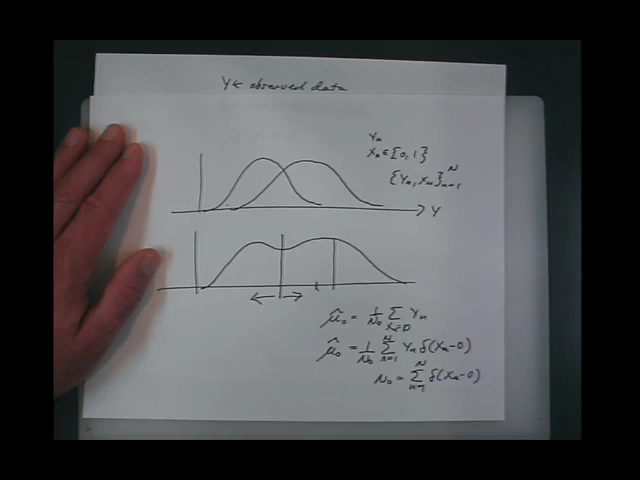 Y ← observed data
Yn
Xn ∈ {0, 1}
{Yn, Xn}ᴺn=1
Y
μ̂₀ = 1/N₀ Σ Yn
Xn=0
μ̂₀ = 1/N₀ Σᴺn=1 Yn δ(Xn-0)
N₀ = Σᴺn=1 δ(Xn-0)